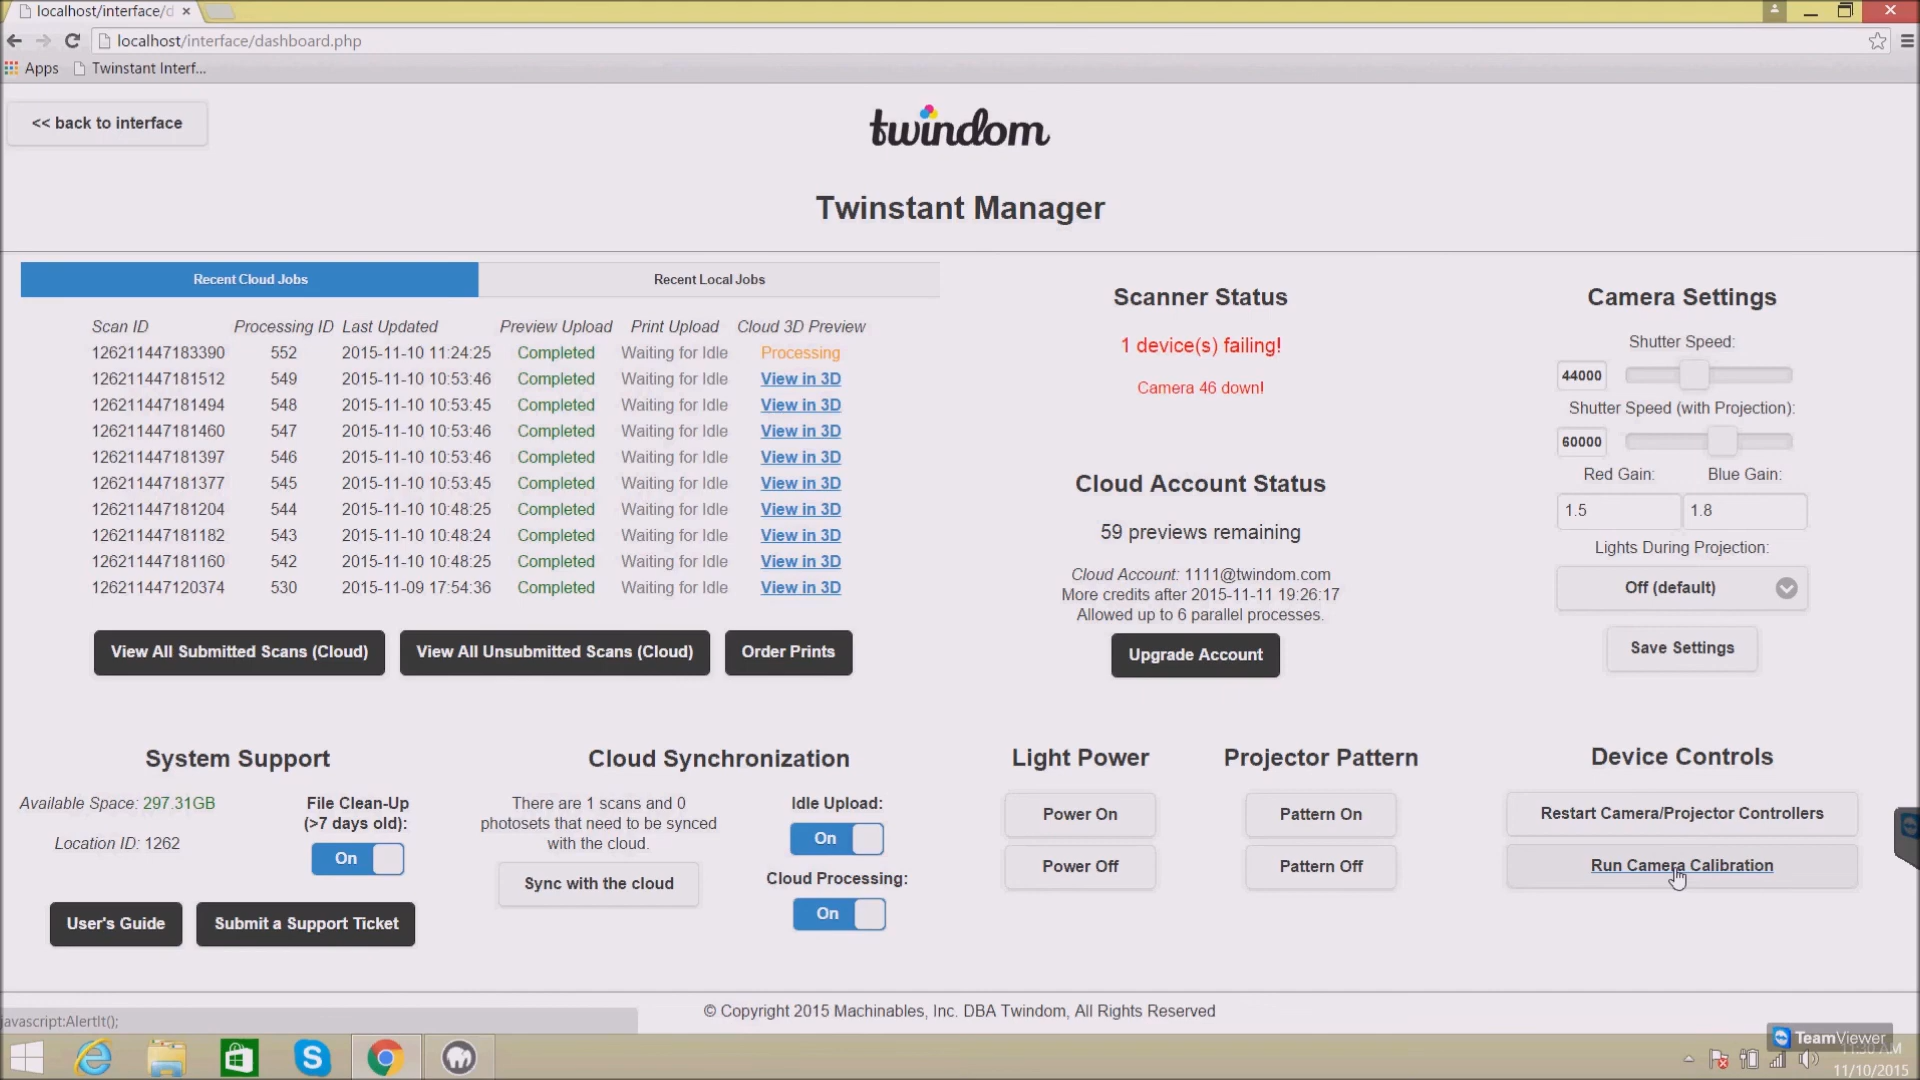 localhost/interface/d
localhost/interface/dashboard.php
Apps
Twinstant Interf...
<< back to interface
twindom
Twinstant Manager
Recent Cloud Jobs
Recent Local Jobs
Scan ID Processing ID Last Updated Preview Upload Print Upload Cloud 3D Preview
126211447183390 552 2015-11-10 11:24:25 Completed Waiting for Idle Processing
126211447181512 549 2015-11-10 10:53:46 Completed Waiting for Idle View in 3D
126211447181494 548 2015-11-10 10:53:45 Completed Waiting for Idle View in 3D
126211447181460 547 2015-11-10 10:53:46 Completed Waiting for Idle View in 3D
126211447181397 546 2015-11-10 10:53:46 Completed Waiting for Idle View in 3D
126211447181377 545 2015-11-10 10:53:45 Completed Waiting for Idle View in 3D
126211447181204 544 2015-11-10 10:48:25 Completed Waiting for Idle View in 3D
126211447181182 543 2015-11-10 10:48:24 Completed Waiting for Idle View in 3D
126211447181160 542 2015-11-10 10:48:25 Completed Waiting for Idle View in 3D
126211447120374 530 2015-11-09 17:54:36 Completed Waiting for Idle View in 3D
View All Submitted Scans (Cloud)
View All Unsubmitted Scans (Cloud)
Order Prints
Scanner Status
1 device(s) failing!
Camera 46 down!
Cloud Account Status
59 previews remaining
Cloud Account: 1111@twindom.com
More credits after 2015-11-11 19:26:17
Allowed up to 6 parallel processes.
Upgrade Account
Camera Settings
Shutter Speed:
44000
Shutter Speed (with Projection):
60000
Red Gain: Blue Gain:
1.5 1.8
Lights During Projection:
Off (default)
Save Settings
System Support
Available Space: 297.31GB
Location ID: 1262
File Clean-Up
(>7 days old):
On
User's Guide
Submit a Support Ticket
Cloud Synchronization
There are 1 scans and 0
photosets that need to be synced
with the cloud.
Sync with the cloud
Idle Upload:
On
Cloud Processing:
On
Light Power
Power On
Power Off
Projector Pattern
Pattern On
Pattern Off
Device Controls
Restart Camera/Projector Controllers
Run Camera Calibration
© Copyright 2015 Machinables, Inc. DBA Twindom, All Rights Reserved
javascript:AlertIt();
TeamViewer
11/10/2015